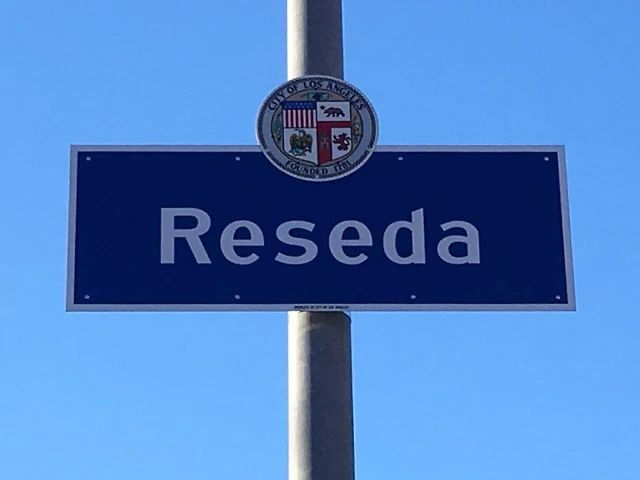 CITY OF LOS ANGELES
FOUNDED 1781
Reseda